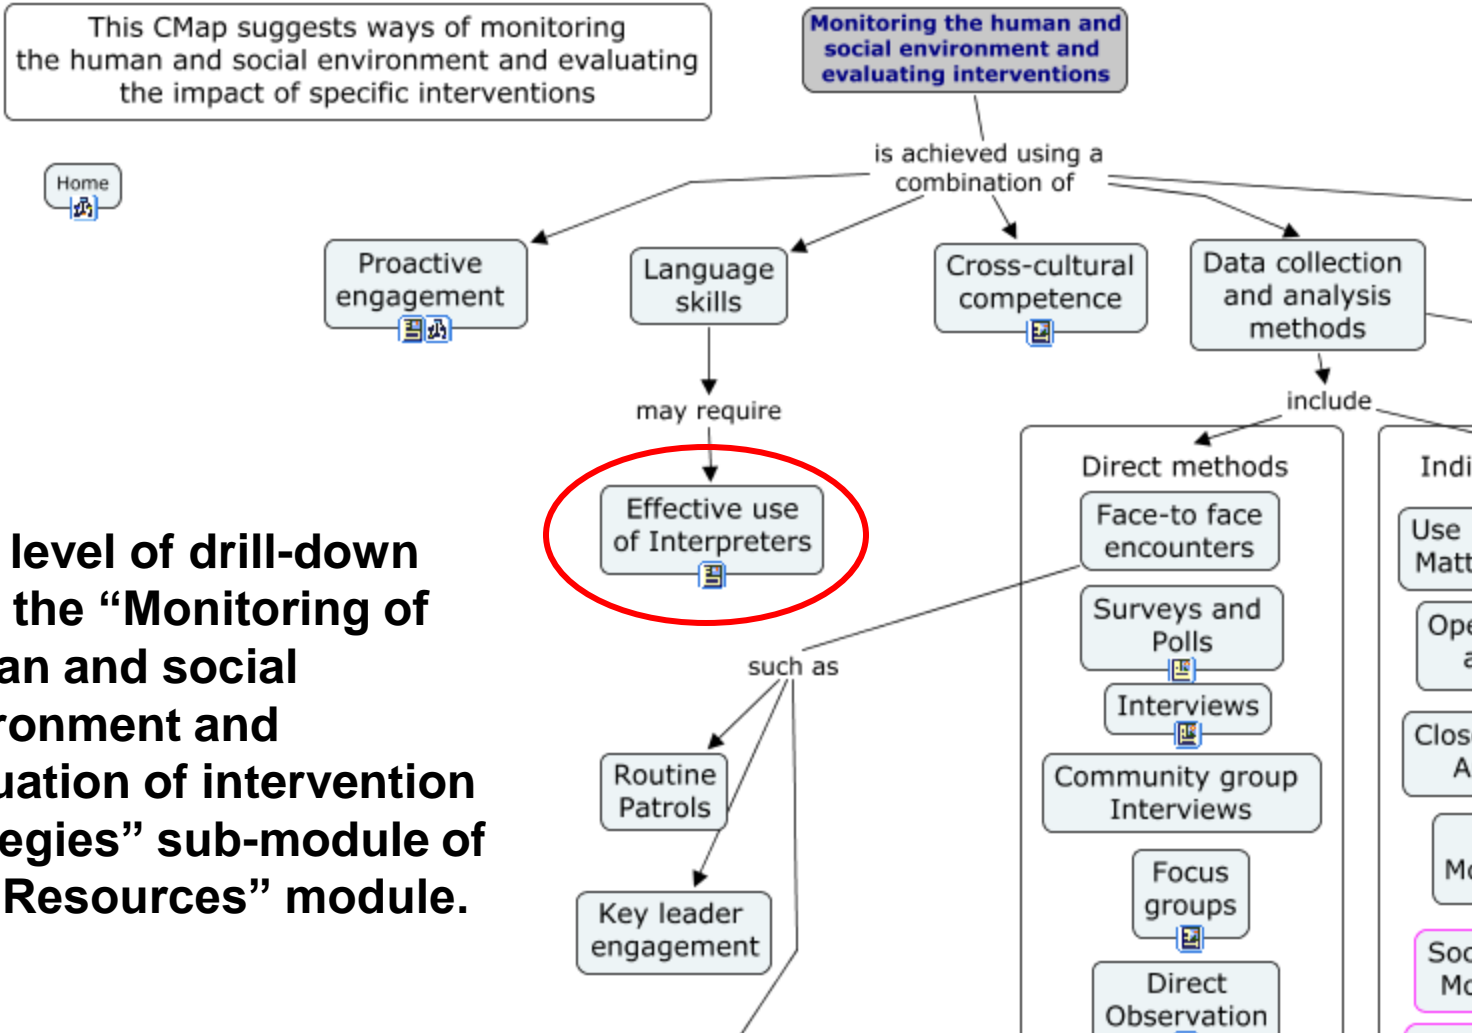 This CMap suggests ways of monitoring
the human and social environment and evaluating
the impact of specific interventions
Monitoring the human and
social environment and
evaluating interventions
is achieved using a
combination of
Home
Proactive
engagement
Language
skills
Cross-cultural
competence
Data collection
and analysis
methods
may require
include
Effective use
of Interpreters
Direct methods
Face-to face
encounters
Surveys and
Polls
Interviews
Community group
Interviews
Focus
groups
Direct
Observation
Use
such as
Routine
Patrols
Key leader
engagement
level of drill-down
the “Monitoring of
and social
and
of intervention
sub-module of
Resources” module.